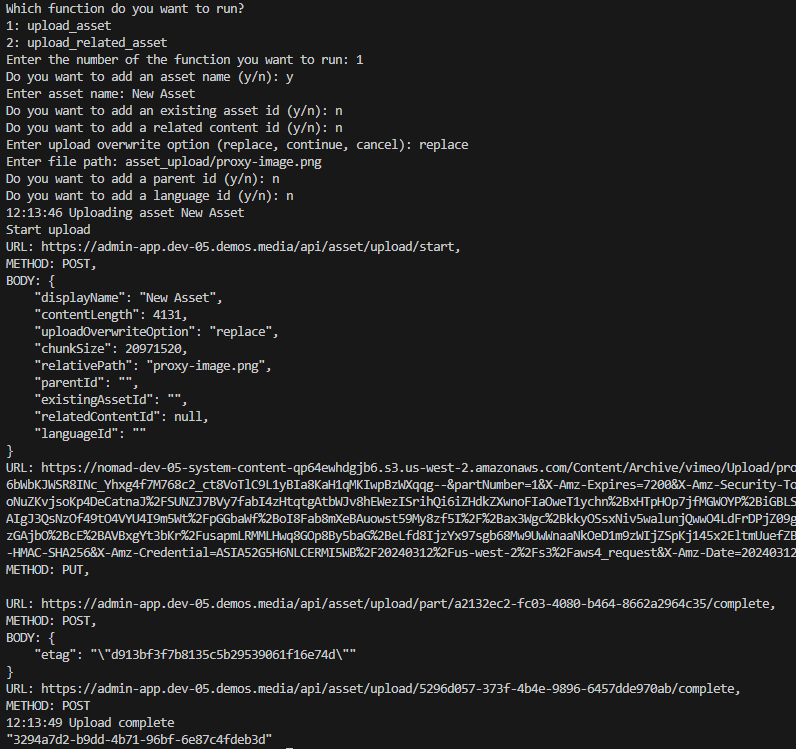 Which function do you want to run?
1: upload_asset
2: upload_related_asset
Enter the number of the function you want to run: 1
Do you want to add an asset name (y/n): y
Enter asset name: New Asset
Do you want to add an existing asset id (y/n): n
Do you want to add a related content id (y/n): n
Enter upload overwrite option (replace, continue, cancel): replace
Enter file path: asset_upload/proxy-image.png
Do you want to add a parent id (y/n): n
Do you want to add a language id (y/n): n
12:13:46 Uploading asset New Asset
Start upload
URL: https://admin-app.dev-05.demos.media/api/asset/upload/start,
METHOD: POST,
BODY: {
    "displayName": "New Asset",
    "contentLength": 4131,
    "uploadOverwriteOption": "replace",
    "chunkSize": 20971520,
    "relativePath": "proxy-image.png",
    "parentId": "",
    "existingAssetId": "",
    "relatedContentId": null,
    "languageId": ""
}
URL: https://nomad-dev-05-system-content-qp64ewhdgjb6.s3.us-west-2.amazonaws.com/Content/Archive/vimeo/Upload/pro
6bWbKJWSR8INc_Yhxg4f7M768c2_ct8VoTlC9L1yBIa8KaH1qMKIwpBzWXqqg--&partNumber=1&X-Amz-Expires=7200&X-Amz-Security-To
oNuZKvjsoKp4DeCatnaJ%2FSUNZJ7BVy7fabI4zHtqtgAtbWJv8hEWezISrihQi6iZHdkZXwnoFIaOweT1ychn%2BxHTpHOp7jfMGWOYP%2BiGBLS
AIgJ3QsNzOf49tO4VYU4I9m5Wt%2FpGGbaWf%2BoI8Fab8mXeBAuowst59My8zf5I%2F%2Bax3Wgc%2BkkyOSsxNiv5walunjQwwO4LdFrDPjZ09g
zGAjbO%2BcE%2BAVBxgYt3bKr%2FusapmLRMMLHwq8GOp8By5baG%2BeLfd8IjzYx97sgb68Mw9UwWnaaNkOeD1m9zWIjZSpKj145x2EltmUuefZB
-HMAC-SHA256&X-Amz-Credential=ASIA52G5H6NLCERMI5WB%2F20240312%2Fus-west-2%2Fs3%2Faws4_request&X-Amz-Date=20240312
METHOD: PUT,
URL: https://admin-app.dev-05.demos.media/api/asset/upload/part/a2132ec2-fc03-4080-b464-8662a2964c35/complete,
METHOD: POST,
BODY: {
    "etag": "\"d913bf3f7b8135c5b29539061f16e74d\""
}
URL: https://admin-app.dev-05.demos.media/api/asset/upload/5296d057-373f-4b4e-9896-6457dde970ab/complete,
METHOD: POST
12:13:49 Upload complete
"3294a7d2-b9dd-4b71-96bf-6e87c4fdeb3d"